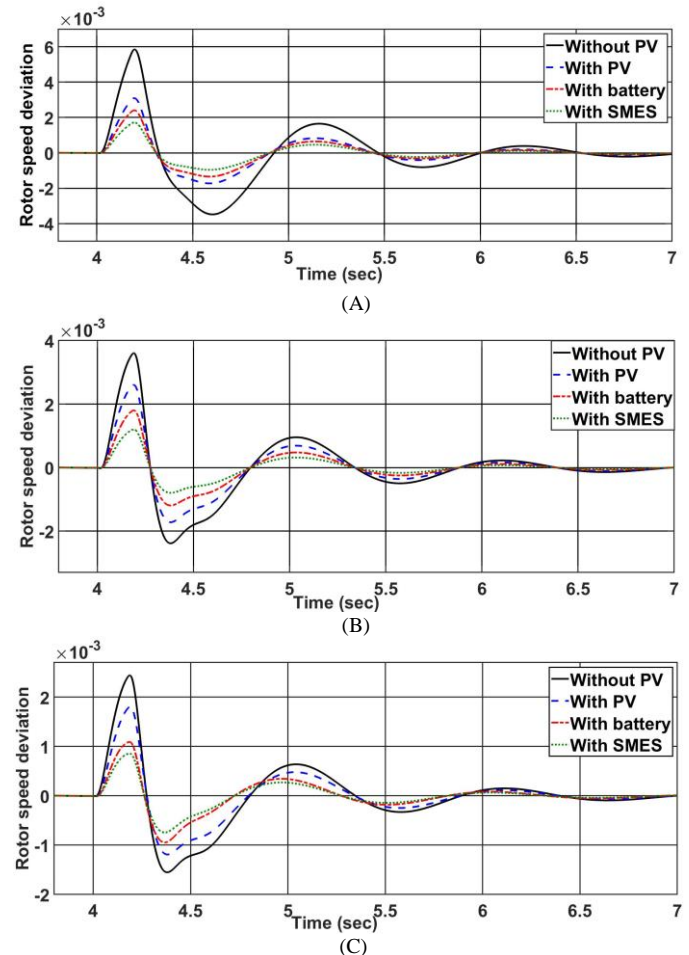 ×10⁻³
Rotor speed deviation
6
4
2
0
-2
-4
Without PV
With PV
With battery
With SMES
4 4.5 5 5.5 6 6.5 7
Time (sec)
(A)
×10⁻³
Rotor speed deviation
4
2
0
-2
Without PV
With PV
With battery
With SMES
4 4.5 5 5.5 6 6.5 7
Time (sec)
(B)
×10⁻³
Rotor speed deviation
2
1
0
-1
-2
Without PV
With PV
With battery
With SMES
4 4.5 5 5.5 6 6.5 7
Time (sec)
(C)